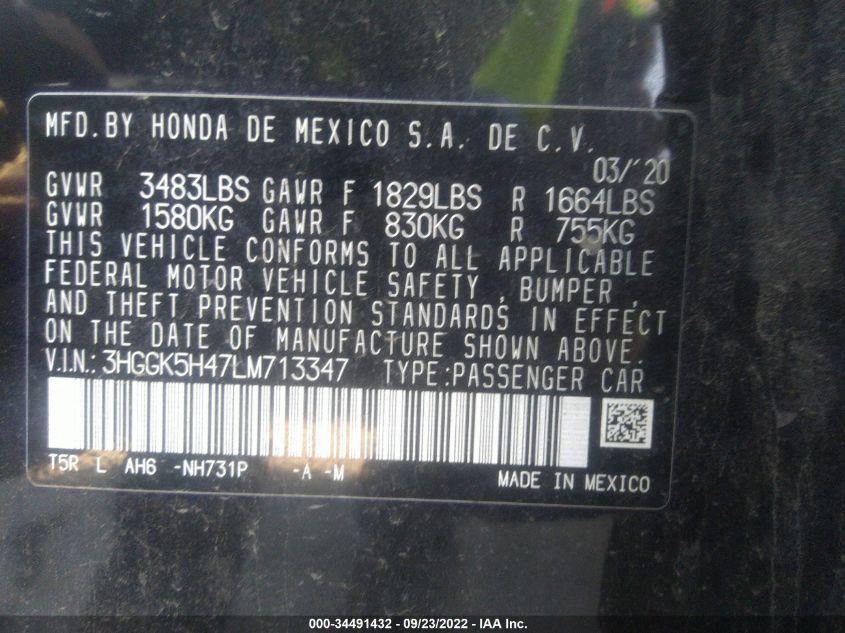 MFD.BY HONDA DE MEXICO S.A. DE C.V.
03/'20
GVWR 3483LBS GAWR F 1829LBS R 1664LBS
GVWR 1580KG GAWR F 830KG R 755KG
THIS VEHICLE CONFORMS TO ALL APPLICABLE
FEDERAL MOTOR VEHICLE SAFETY , BUMPER ,
AND THEFT PREVENTION STANDARDS IN EFFECT
ON THE DATE OF MANUFACTURE SHOWN ABOVE.
V.I.N.: 3HGGK5H47LM713347 TYPE:PASSENGER CAR
T5R L AH6 -NH731P -A -M
MADE IN MEXICO
000-34491432 - 09/23/2022 - IAA Inc.